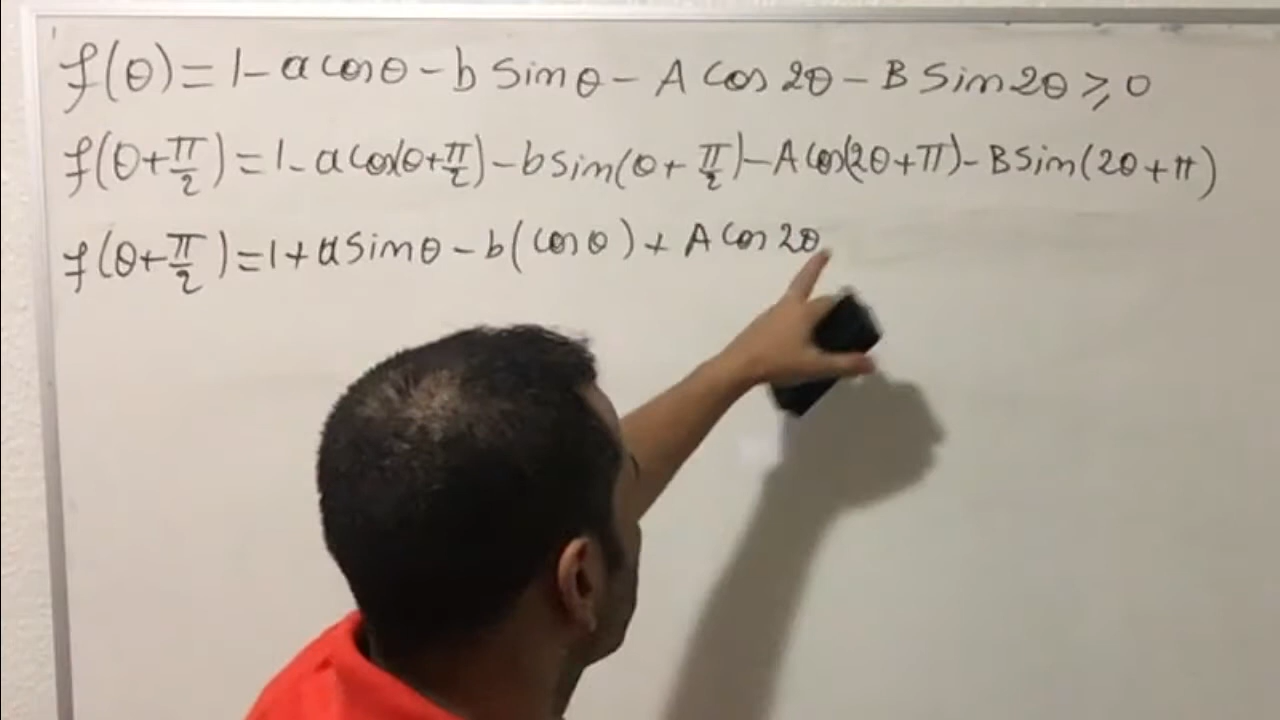 f(θ)=1-a cosθ-b sinθ-A cos2θ-B sin2θ⩾0
f(θ+π/2)=1-a cos(θ+π/2)-b sin(θ+π/2)-A cos(2θ+π)-B sin(2θ+π)
f(θ+π/2)=1+a sinθ-b(cosθ)+A cos2θ